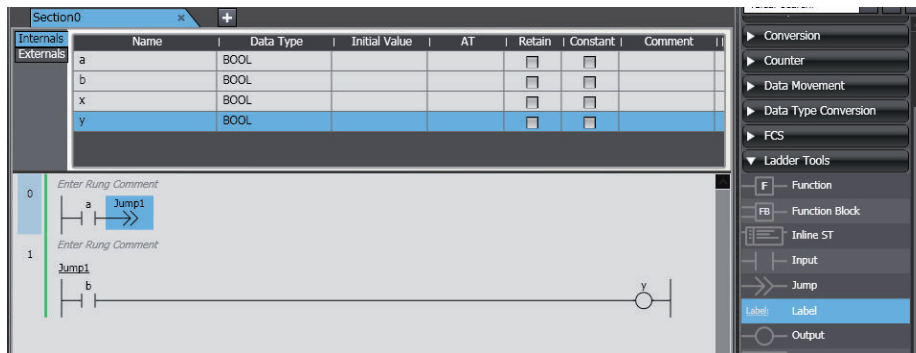 Section0 × +
Internals
Externals
Name Data Type Initial Value AT Retain Constant Comment
a BOOL
b BOOL
x BOOL
y BOOL
0
Enter Rung Comment
a Jump1
1
Enter Rung Comment
Jump1
b y
Conversion
Counter
Data Movement
Data Type Conversion
FCS
Ladder Tools
F Function
FB Function Block
Inline ST
Input
Jump
Label: Label
Output